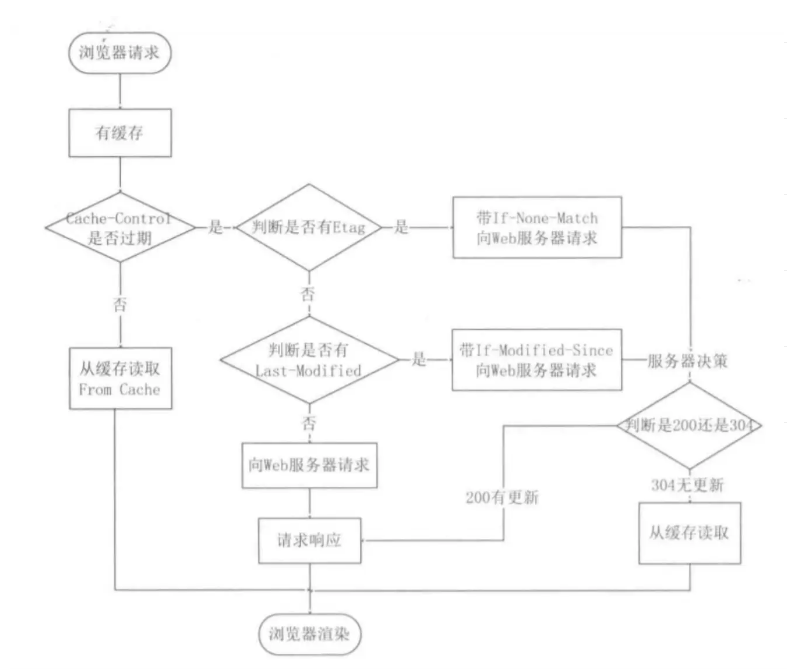 浏览器请求
有缓存
Cache-Control
是否过期
是
判断是否有Etag
是
带If-None-Match
向Web服务器请求
否
否
从缓存读取
From Cache
判断是否有
Last-Modified
是
带If-Modified-Since
向Web服务器请求
服务器决策
否
判断是200还是304
向Web服务器请求
200有更新
304无更新
请求响应
从缓存读取
浏览器渲染